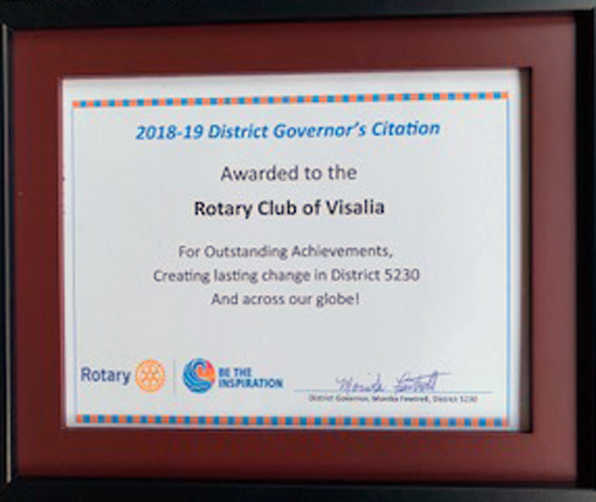 2018-19 District Governor's Citation
Awarded to the
Rotary Club of Visalia
For Outstanding Achievements,
Creating lasting change in District 5230
And across our globe!
Rotary
BE THE
INSPIRATION
District Governor, Monika District 5230